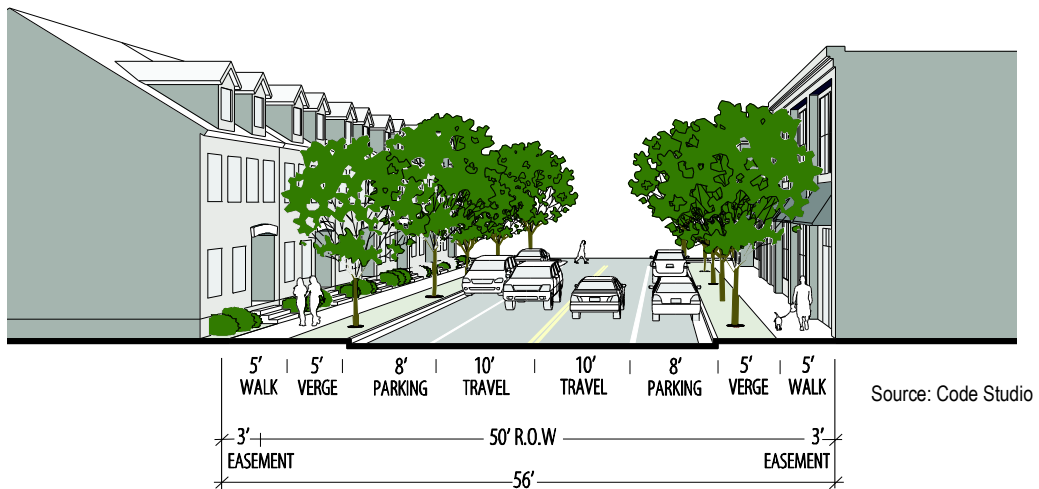 5’ 5’ 8’ 10’ 10’ 8’ 5’ 5’
WALK VERGE PARKING TRAVEL TRAVEL PARKING VERGE WALK
Source: Code Studio
3’ 50’ R.O.W 3’
EASEMENT EASEMENT
56’